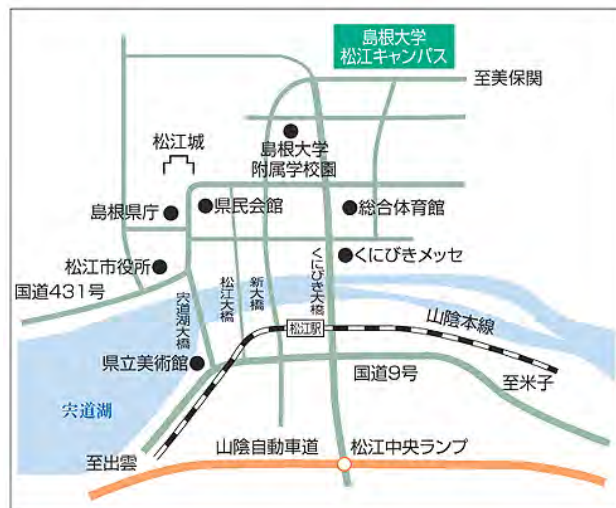 島根大学
松江キャンパス
至美保関
松江城
島根大学
附属学校園
島根県庁
県民会館
総合体育館
松江市役所
くにびきメッセ
国道431号
宍道湖大橋
松江大橋
新大橋
くにびき大橋
松江駅
山陰本線
県立美術館
国道9号
至米子
宍道湖
至出雲
山陰自動車道
松江中央ランプ